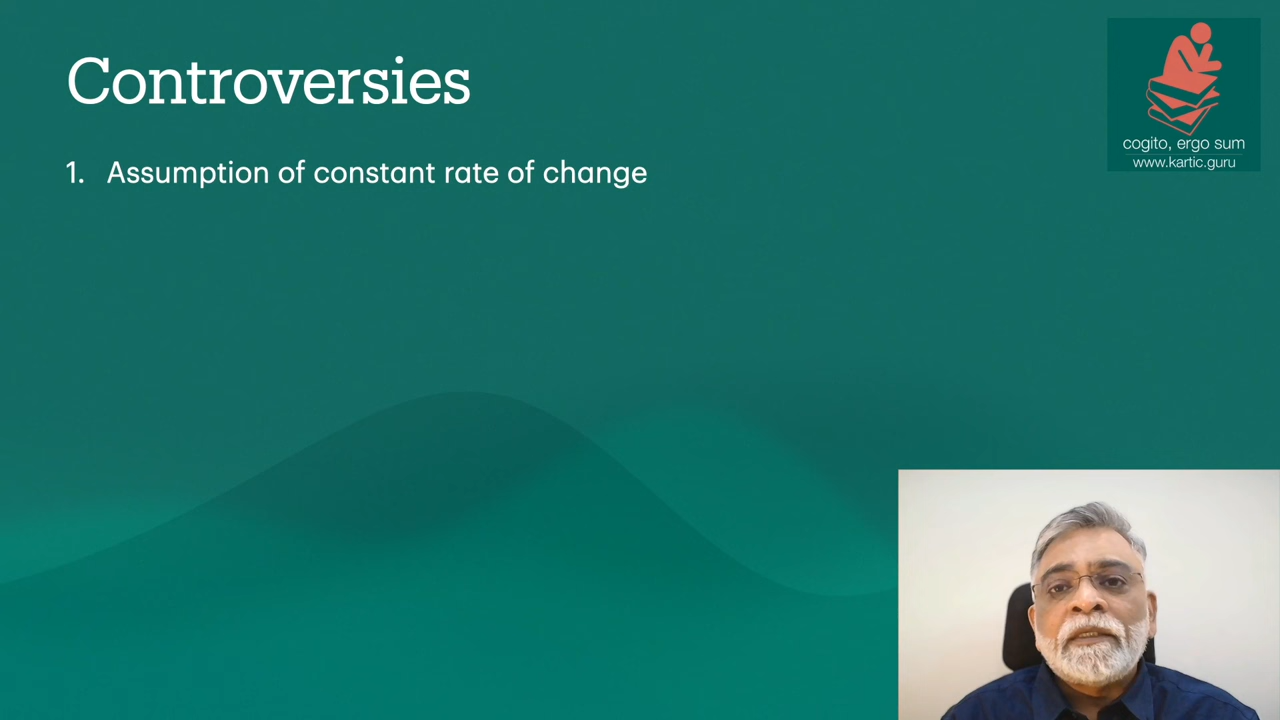 Controversies
1. Assumption of constant rate of change
cogito, ergo sum
www.kartic.guru